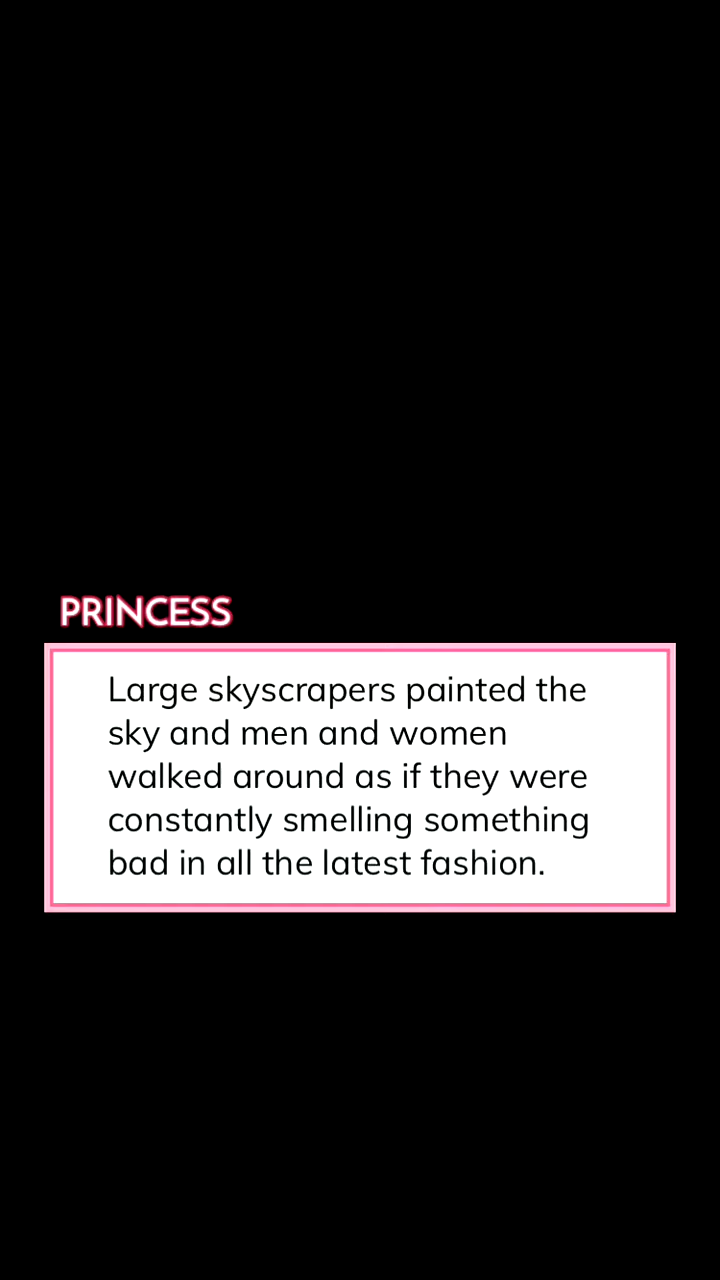 PRINCESS
Large skyscrapers painted the
sky and men and women
walked around as if they were
constantly smelling something
bad in all the latest fashion.